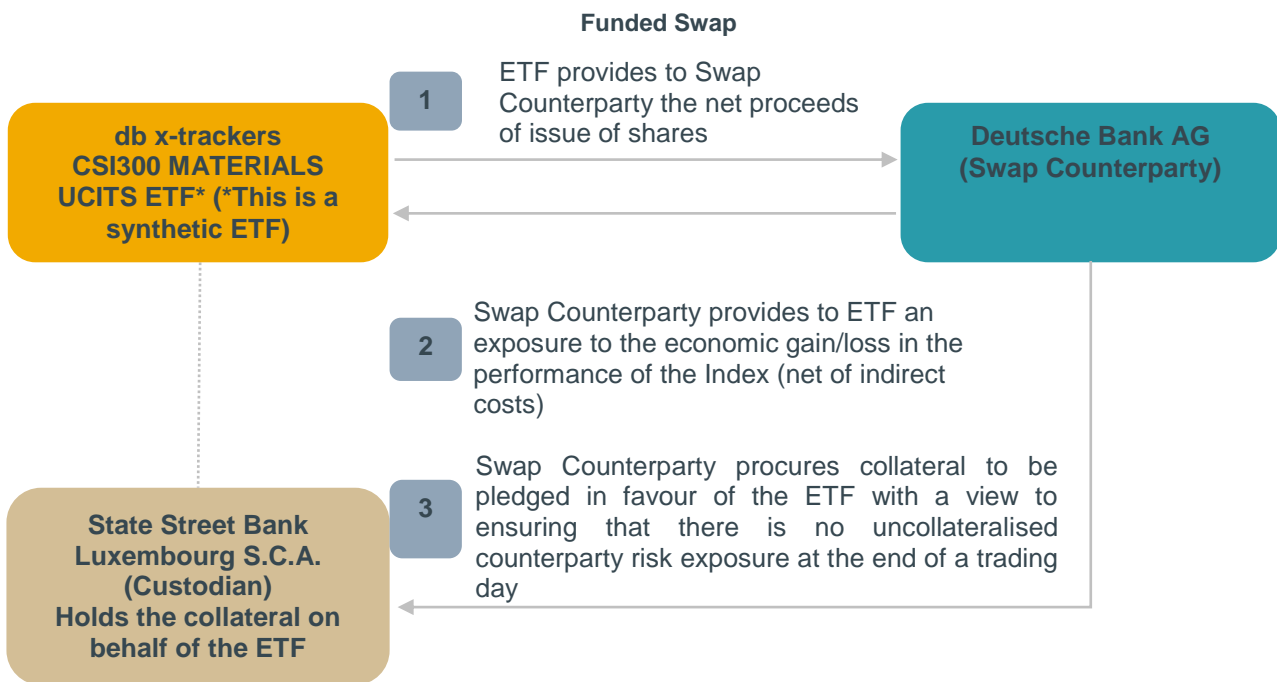 Funded Swap
1
ETF provides to Swap
Counterparty the net proceeds
of issue of shares
db x-trackers
CSI300 MATERIALS
UCITS ETF* (*This is a
synthetic ETF)
Deutsche Bank AG
(Swap Counterparty)
2
Swap Counterparty provides to ETF an
exposure to the economic gain/loss in the
performance of the Index (net of indirect
costs)
3
Swap Counterparty procures collateral to be
pledged in favour of the ETF with a view to
ensuring that there is no uncollateralised
counterparty risk exposure at the end of a trading
day
State Street Bank
Luxembourg S.C.A.
(Custodian)
Holds the collateral on
behalf of the ETF